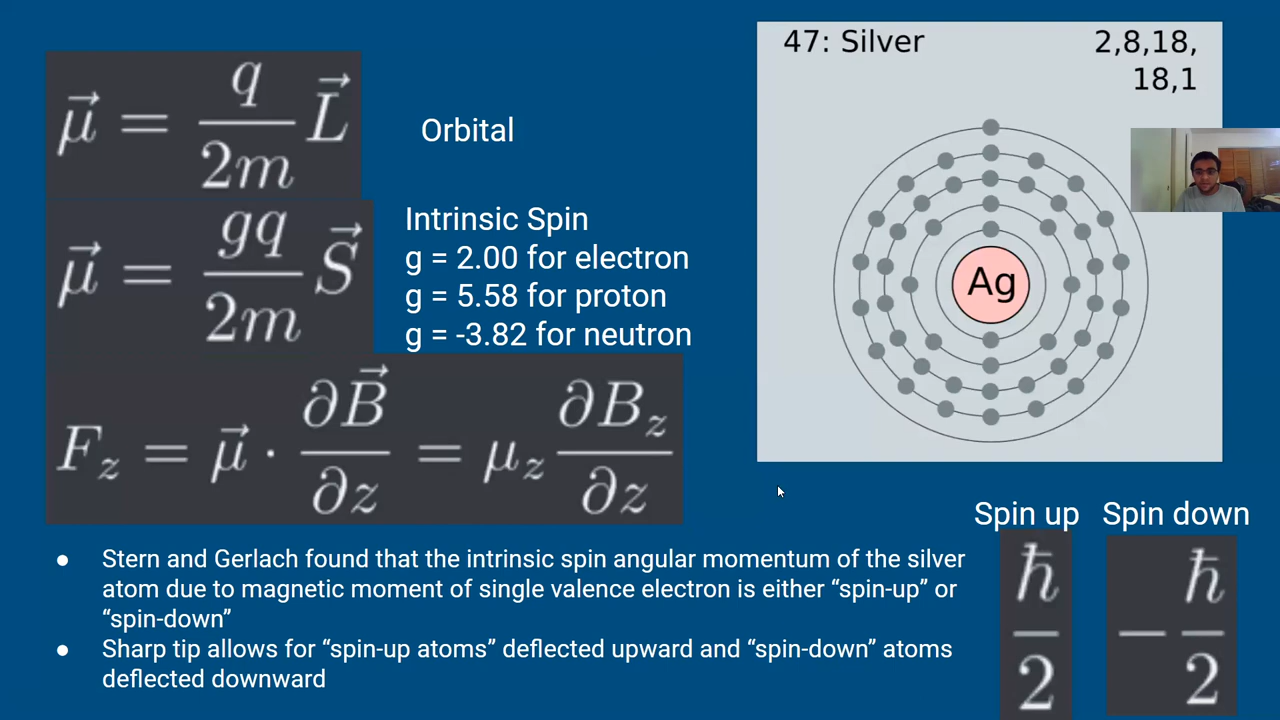 μ⃗ = q/2m L⃗
Orbital
μ⃗ = gq/2m S⃗
Intrinsic Spin
g = 2.00 for electron
g = 5.58 for proton
g = -3.82 for neutron
F_z = μ⃗ · ∂B⃗/∂z = μ_z ∂B_z/∂z
47: Silver
2,8,18,
18,1
Ag
● Stern and Gerlach found that the intrinsic spin angular momentum of the silver
atom due to magnetic moment of single valence electron is either “spin-up” or
“spin-down”
● Sharp tip allows for “spin-up atoms” deflected upward and “spin-down” atoms
deflected downward
Spin up
ℏ/2
Spin down
−ℏ/2